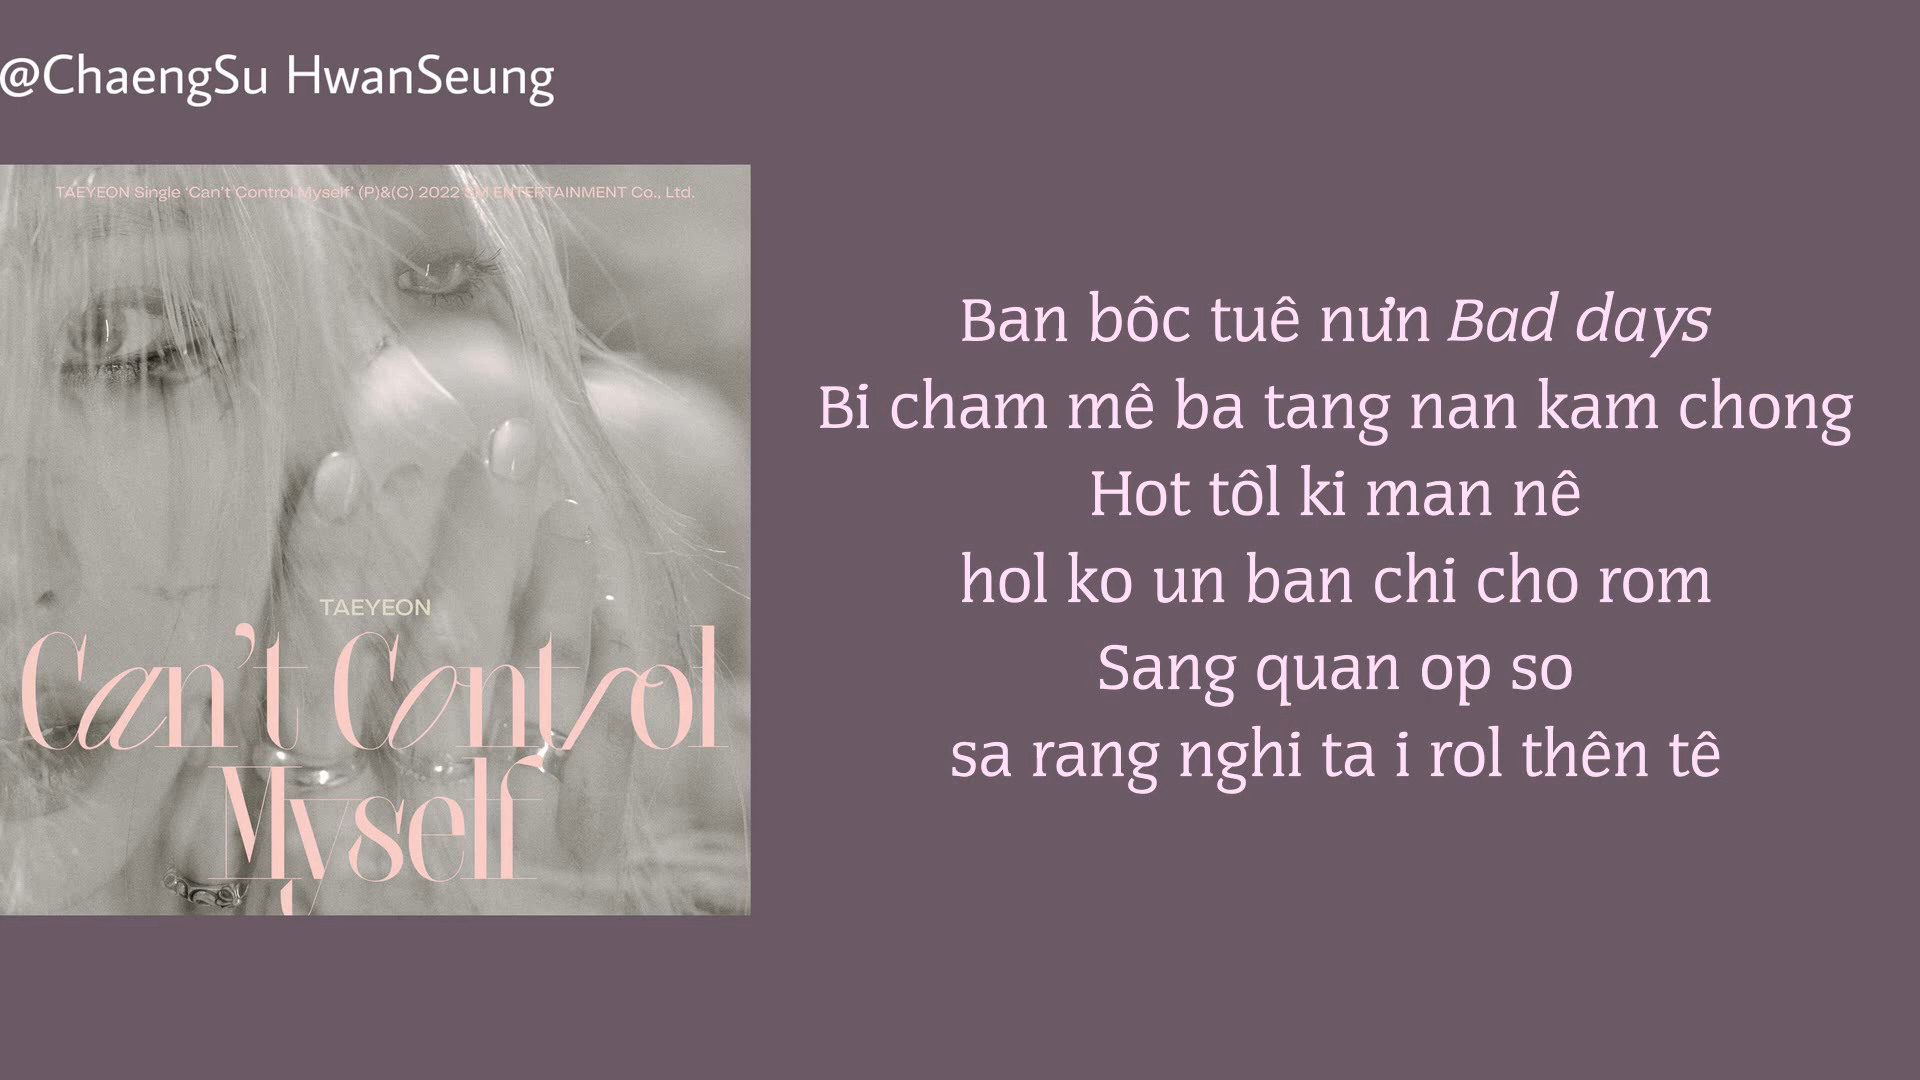 @ChaengSu HwanSeung
TAEYEON Single 'Can't Control Myself' (P)&(C) 2022 SM ENTERTAINMENT Co., Ltd.
TAEYEON
Can't Control
Myself
Ban bôc tuê nưn Bad days
Bi cham mê ba tang nan kam chong
Hot tôl ki man nê
hol ko un ban chi cho rom
Sang quan op so
sa rang nghi ta i rol thên tê